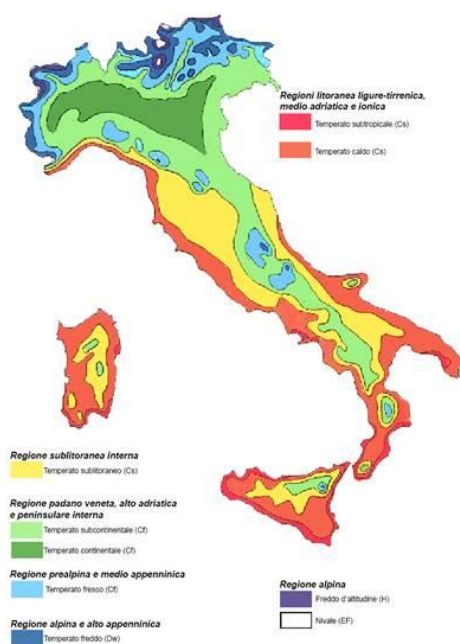 Regioni litoranea ligure-tirrenica,
medio adriatica e ionica
Temperato subtropicale (Cs)
Temperato caldo (Cs)
Regione sublitoranea interna
Temperato sublitoraneo (Cs)
Regione padano veneta, alto adriatica
e peninsulare interna
Temperato subcontinentale (Cf)
Temperato continentale (Cf)
Regione prealpina e medio appenninica
Temperato fresco (Cf)
Regione alpina e alto appenninica
Temperato freddo (Dw)
Regione alpina
Freddo d'altitudine (H)
Nivale (EF)